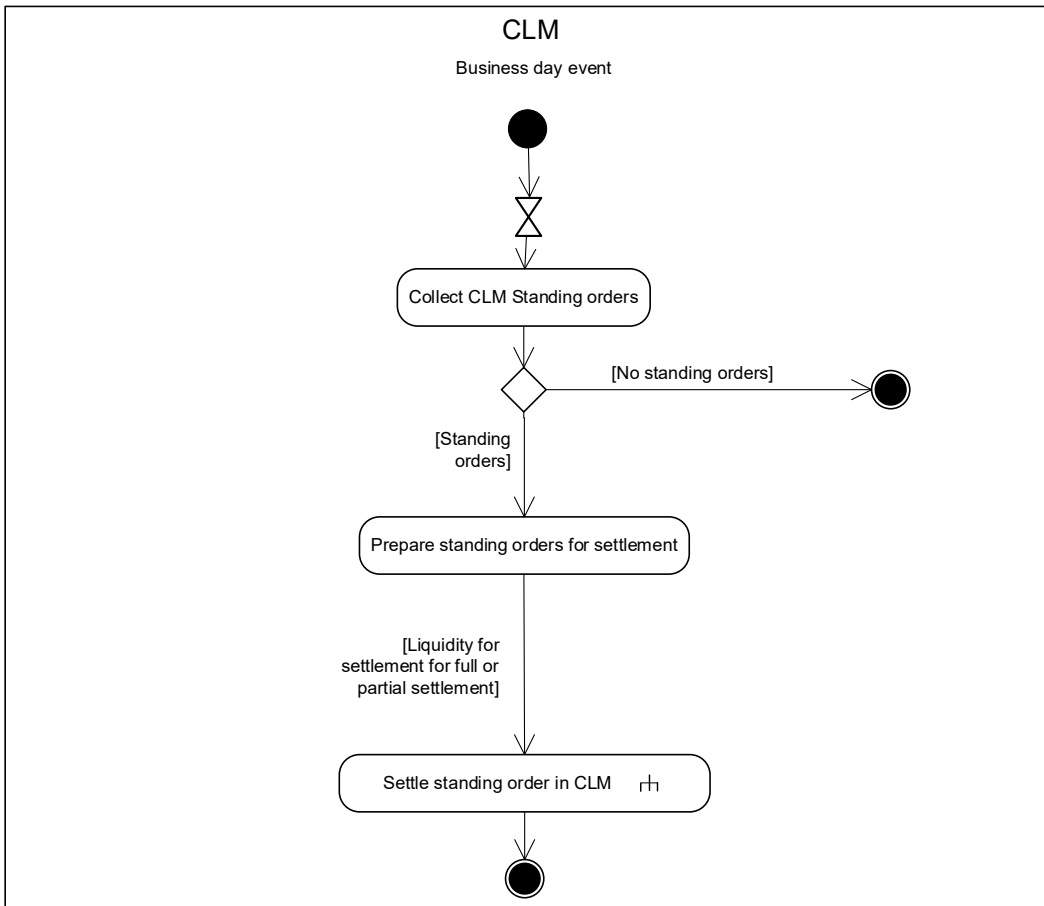 CLM
Business day event
Collect CLM Standing orders
[No standing orders]
[Standing
orders]
Prepare standing orders for settlement
[Liquidity for
settlement for full or
partial settlement]
Settle standing order in CLM